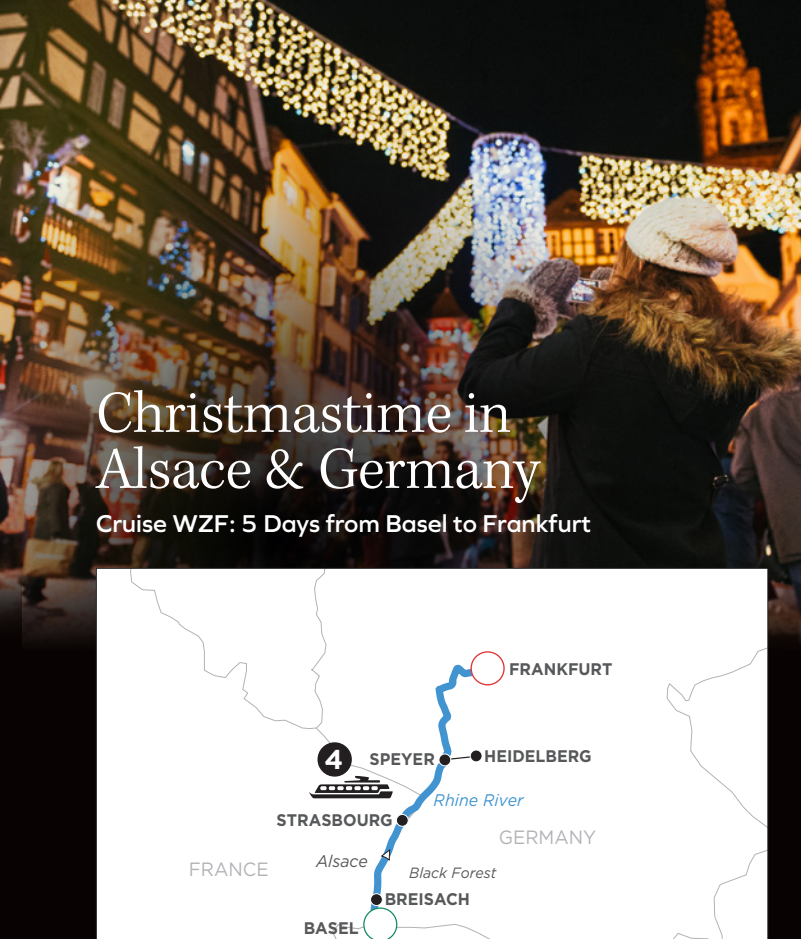 Christmastime in
Alsace & Germany
Cruise WZF: 5 Days from Basel to Frankfurt
FRANKFURT
4
SPEYER
HEIDELBERG
Rhine River
STRASBOURG
GERMANY
Alsace
FRANCE
Black Forest
BREISACH
BASEL